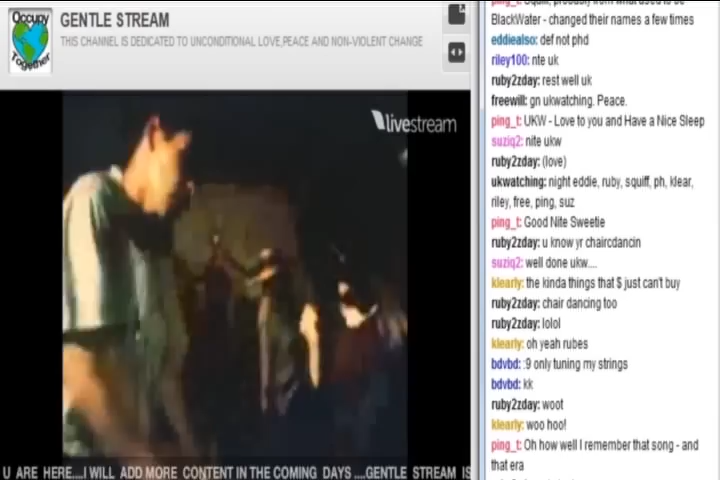 Occupy
Together
GENTLE STREAM
THIS CHANNEL IS DEDICATED TO UNCONDITIONAL LOVE,PEACE AND NON-VIOLENT CHANGE
livestream
U ARE HERE....I WILL ADD MORE CONTENT IN THE COMING DAYS ....GENTLE STREAM IS
BlackWater - changed their names a few times
eddiealso: def not phd
riley100: nte uk
ruby2zday: rest well uk
freewill: gn ukwatching. Peace.
ping_t: UKW - Love to you and Have a Nice Sleep
suziq2: nite ukw
ruby2zday: (love)
ukwatching: night eddie, ruby, squiff, ph, klear,
riley, free, ping, suz
ping_t: Good Nite Sweetie
ruby2zday: u know yr chaircdancin
suziq2: well done ukw....
klearly: the kinda things that $ just can't buy
ruby2zday: chair dancing too
ruby2zday: lolol
klearly: oh yeah rubes
bdvbd: :9 only tuning my strings
bdvbd: kk
ruby2zday: woot
klearly: woo hoo!
ping_t: Oh how well I remember that song - and
that era